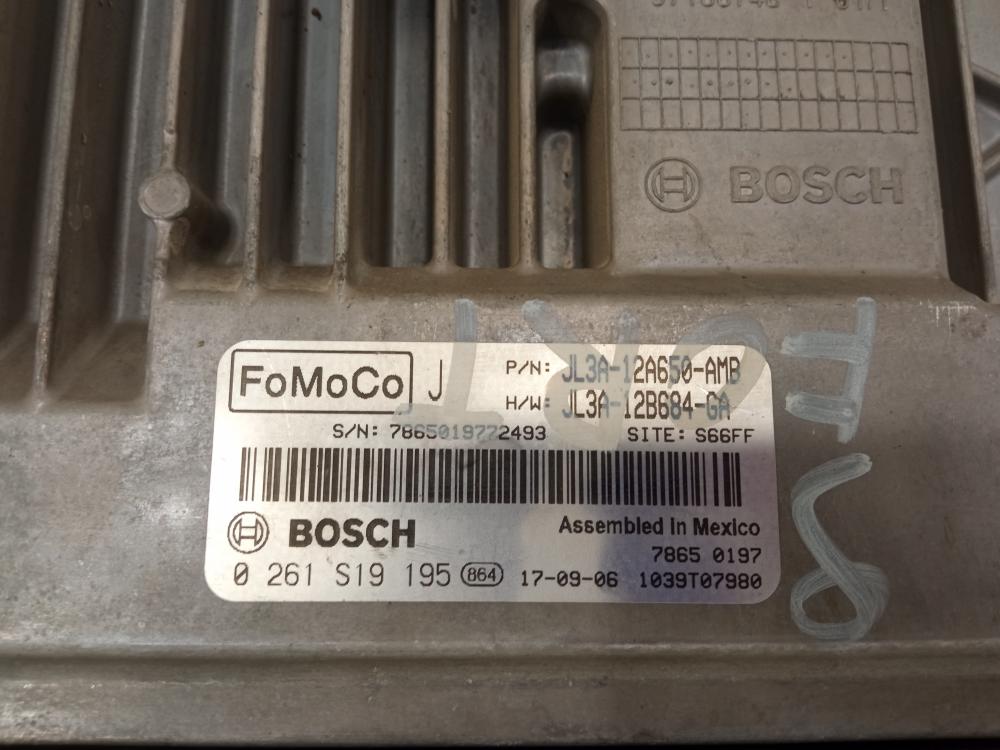 BOSCH
FoMoCo J
P/N: JL3A-12A650-AMB
H/W: JL3A-12B684-GA
S/N: 7865019772493
SITE: S66FF
BOSCH
Assembled In Mexico
7865 0197
0 261 S19 195 864 17-09-06 1039T07980